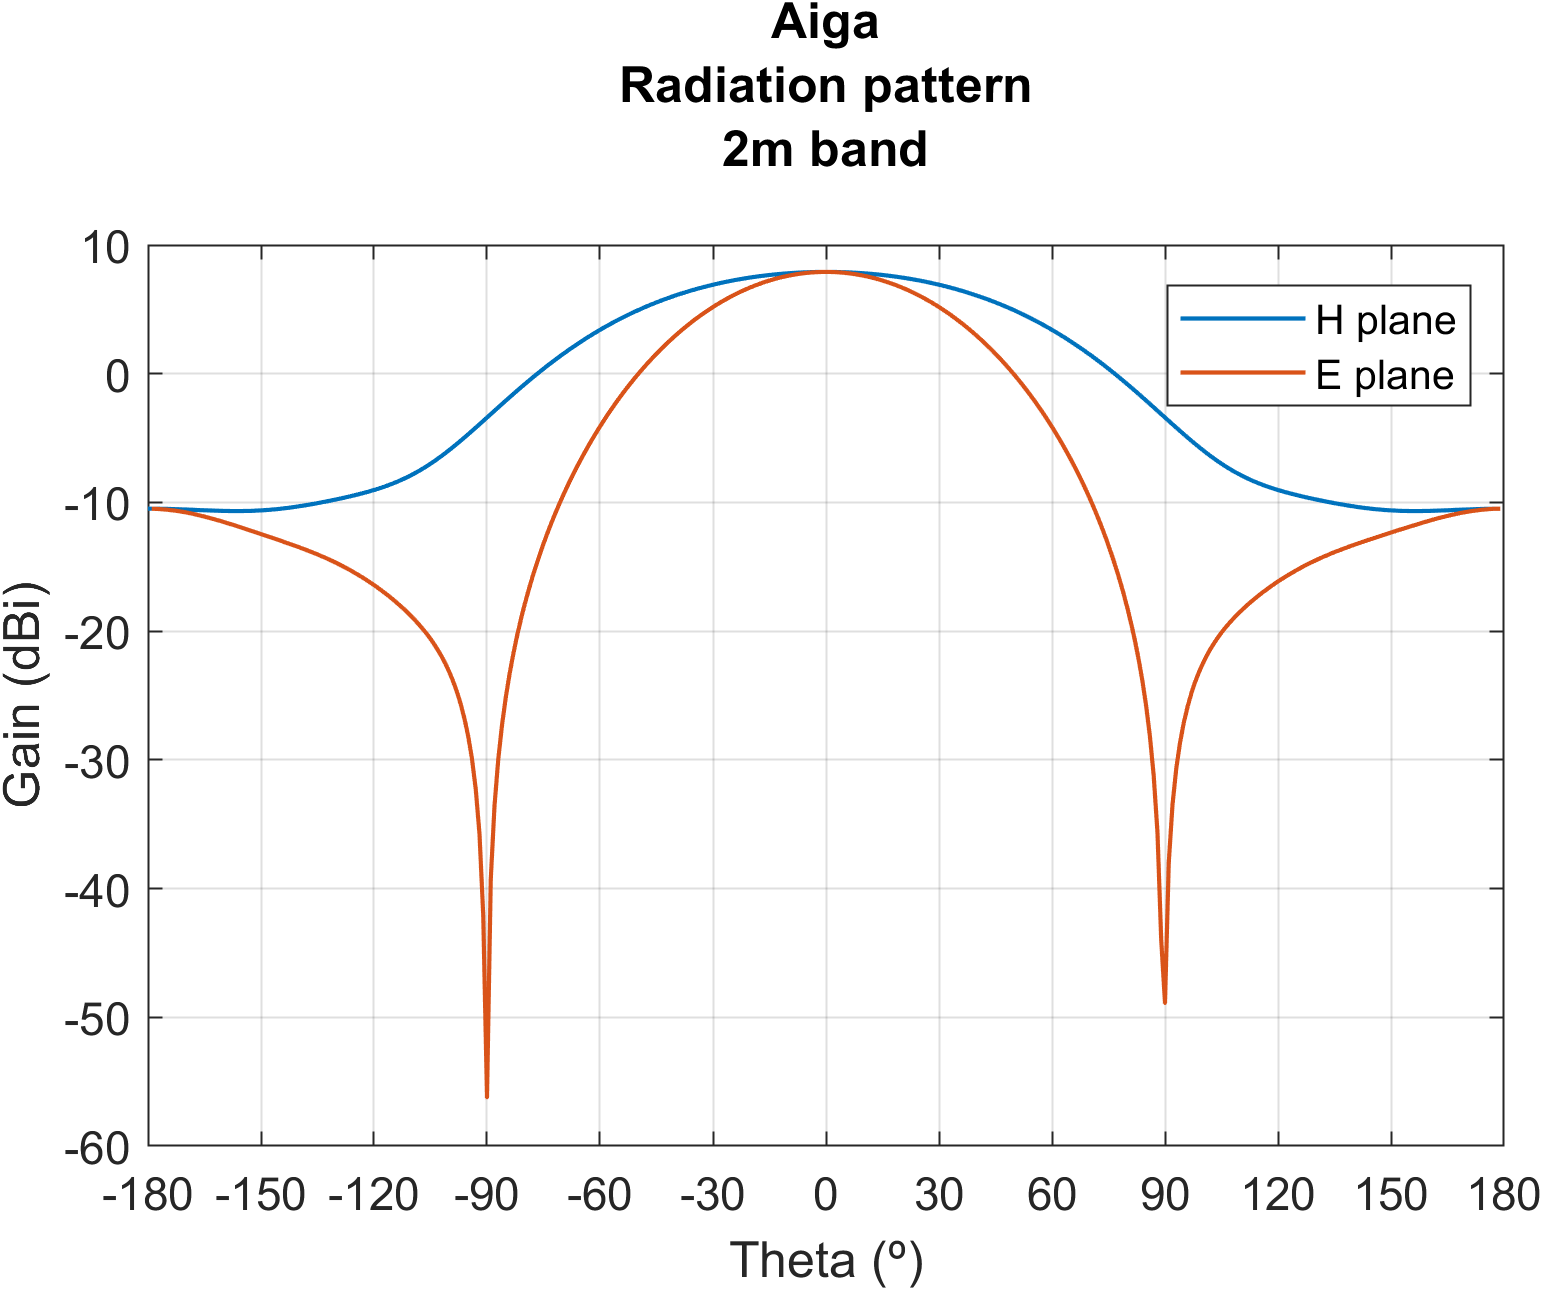 Aiga
Radiation pattern
2m band
10
0
-10
-20
-30
-40
-50
-60
Gain (dBi)
H plane
E plane
-180 -150 -120 -90 -60 -30 0 30 60 90 120 150 180
Theta (º)